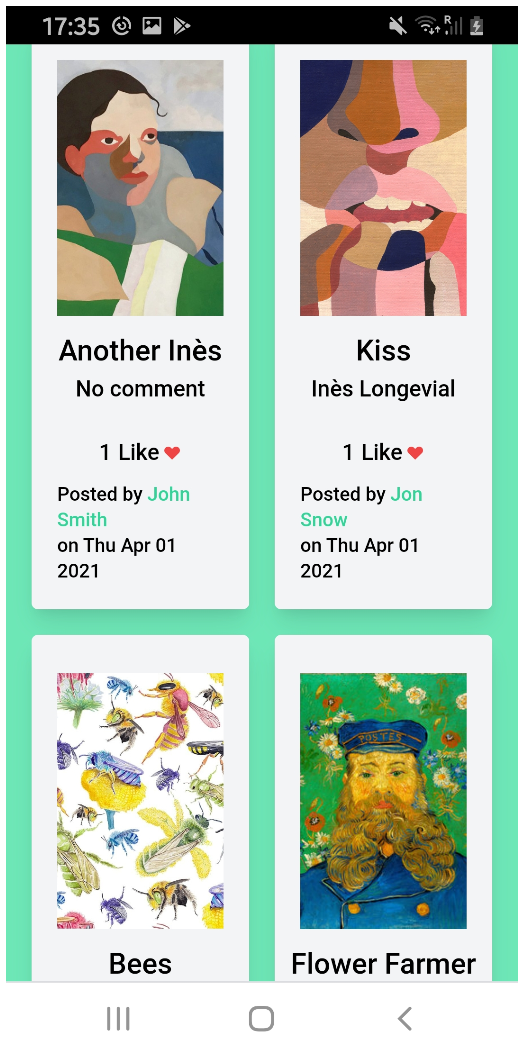 17:35
R
Another Inès
No comment
1 Like
Posted by John
Smith
on Thu Apr 01
2021
Kiss
Inès Longevial
1 Like
Posted by Jon
Snow
on Thu Apr 01
2021
POSTES
Bees
Flower Farmer